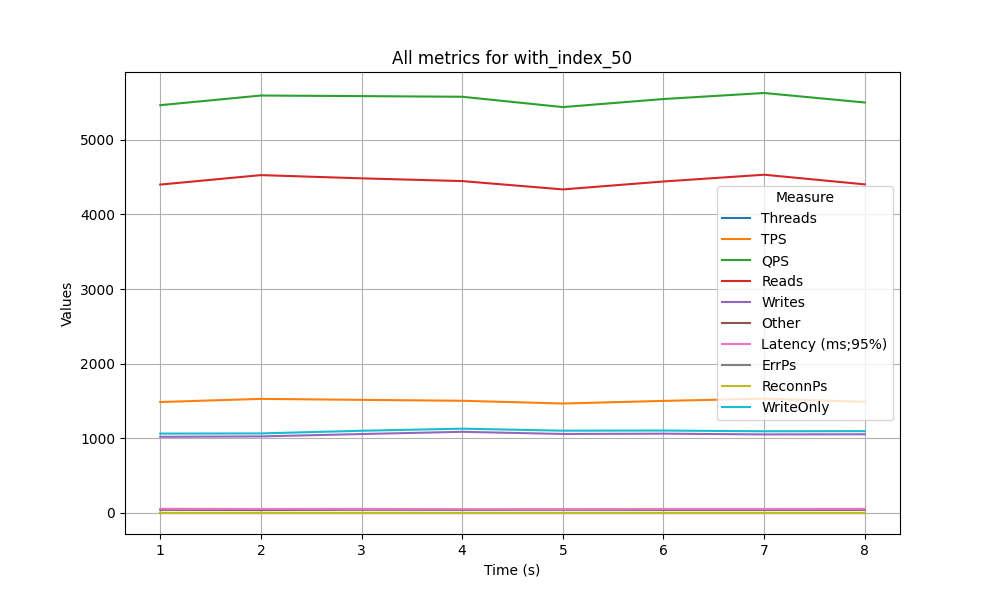 All metrics for with_index_50
Values
5000
4000
3000
2000
1000
0
Measure
Threads
TPS
QPS
Reads
Writes
Other
Latency (ms;95%)
ErrPs
ReconnPs
WriteOnly
1 2 3 4 5 6 7 8
Time (s)